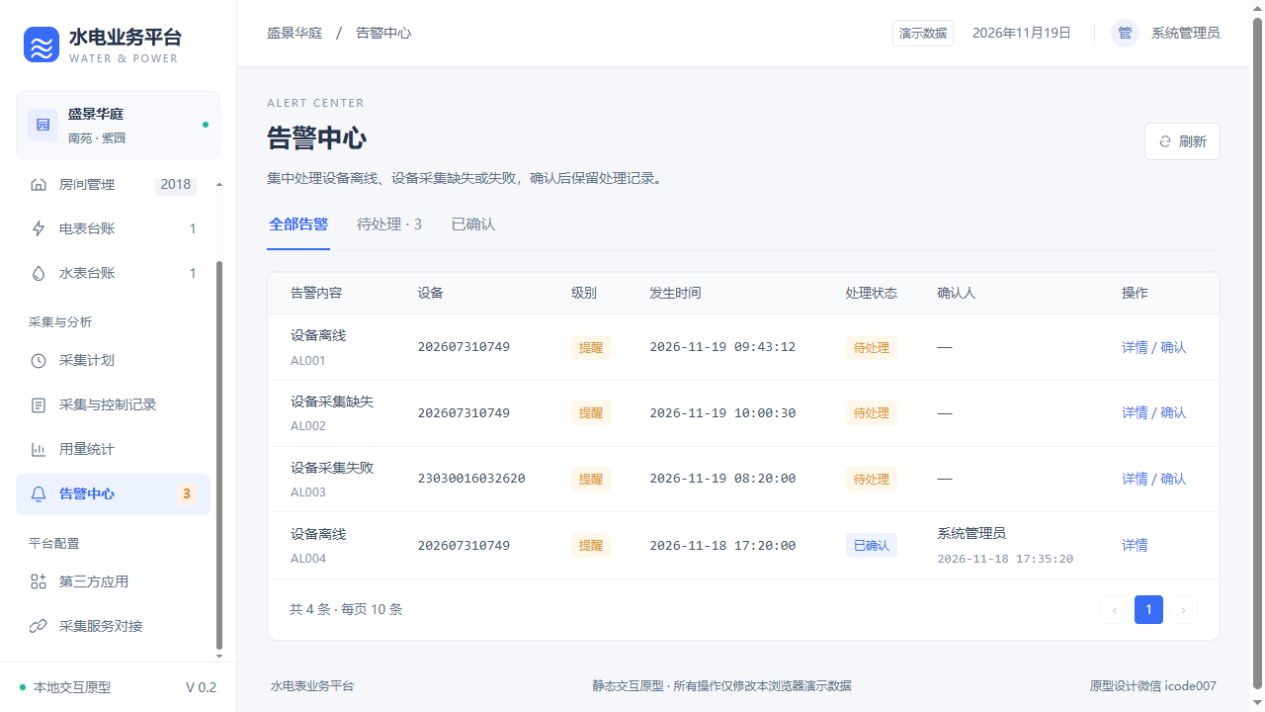 水电业务平台
WATER & POWER
园
盛景华庭
南苑 · 紫园
房间管理 2018
电表台账 1
水表台账 1
采集与分析
采集计划
采集与控制记录
用量统计
告警中心 3
平台配置
第三方应用
采集服务对接
本地交互原型 V 0.2
盛景华庭 / 告警中心
演示数据 2026年11月19日 管 系统管理员
ALERT CENTER
告警中心
刷新
集中处理设备离线、设备采集缺失或失败，确认后保留处理记录。
全部告警 待处理 · 3 已确认
告警内容 设备 级别 发生时间 处理状态 确认人 操作
设备离线
AL001
202607310749 提醒 2026-11-19 09:43:12 待处理 — 详情 / 确认
设备采集缺失
AL002
202607310749 提醒 2026-11-19 10:00:30 待处理 — 详情 / 确认
设备采集失败
AL003
23030016032620 提醒 2026-11-19 08:20:00 待处理 — 详情 / 确认
设备离线
AL004
202607310749 提醒 2026-11-18 17:20:00 已确认
系统管理员
2026-11-18 17:35:20
详情
共 4 条 · 每页 10 条 ‹ 1 ›
水电表业务平台 静态交互原型 · 所有操作仅修改本浏览器演示数据 原型设计微信 icode007